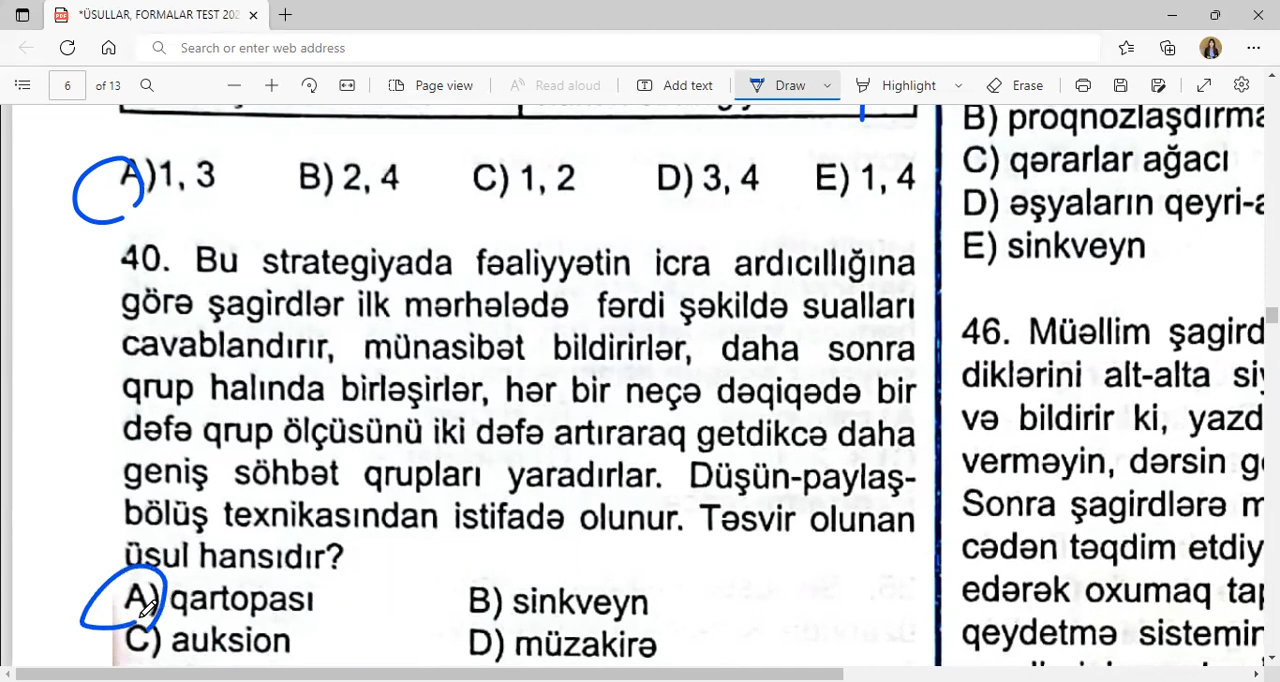 *ÜSULLAR, FORMALAR TEST 202
Search or enter web address
6 of 13 Page view Read aloud Add text Draw Highlight Erase
A)1, 3 B) 2, 4 C) 1, 2 D) 3, 4 E) 1, 4
40. Bu strategiyada fəaliyyətin icra ardıcıllığına
görə şagirdlər ilk mərhələdə fərdi şəkildə sualları
cavablandırır, münasibət bildirirlər, daha sonra
qrup halında birləşirlər, hər bir neçə dəqiqədə bir
dəfə qrup ölçüsünü iki dəfə artıraraq getdikcə daha
geniş söhbət qrupları yaradırlar. Düşün-paylaş-
bölüş texnikasından istifadə olunur. Təsvir olunan
üsul hansıdır?
A) qartopası B) sinkveyn
C) auksion D) müzakirə
B) proqnozlaşdırma
C) qərarlar ağacı
D) əşyaların qeyri-a
E) sinkveyn
46. Müəllim şagird
diklərini alt-alta siy
və bildirir ki, yazd
verməyin, dərsin gə
Sonra şagirdlərə m
cədən təqdim etdiy
edərək oxumaq tap
qeydetmə sistemin